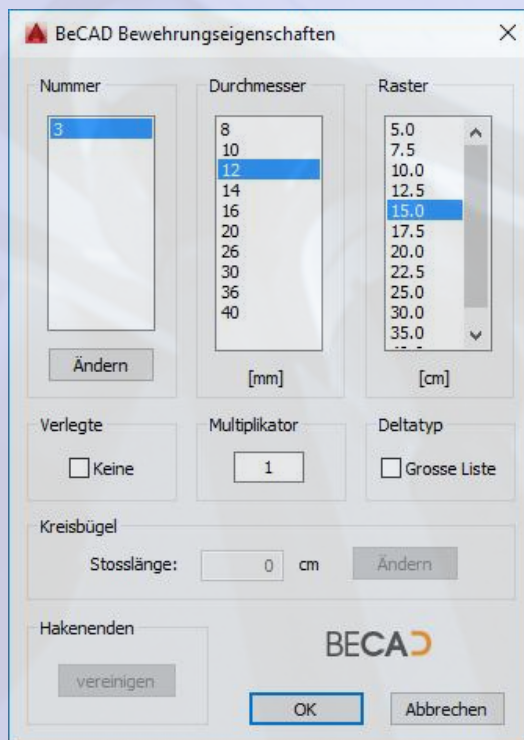 BeCAD Bewehrungseigenschaften
Nummer
3
Ändern
Durchmesser
8
10
12
14
16
20
26
30
36
40
[mm]
Raster
5.0
7.5
10.0
12.5
15.0
17.5
20.0
22.5
25.0
30.0
35.0
[cm]
Verlegte
Keine
Multiplikator
1
Deltatyp
Grosse Liste
Kreisbügel
Stosslänge: 0 cm Ändern
Hakenenden
vereinigen
BECAD
OK Abbrechen